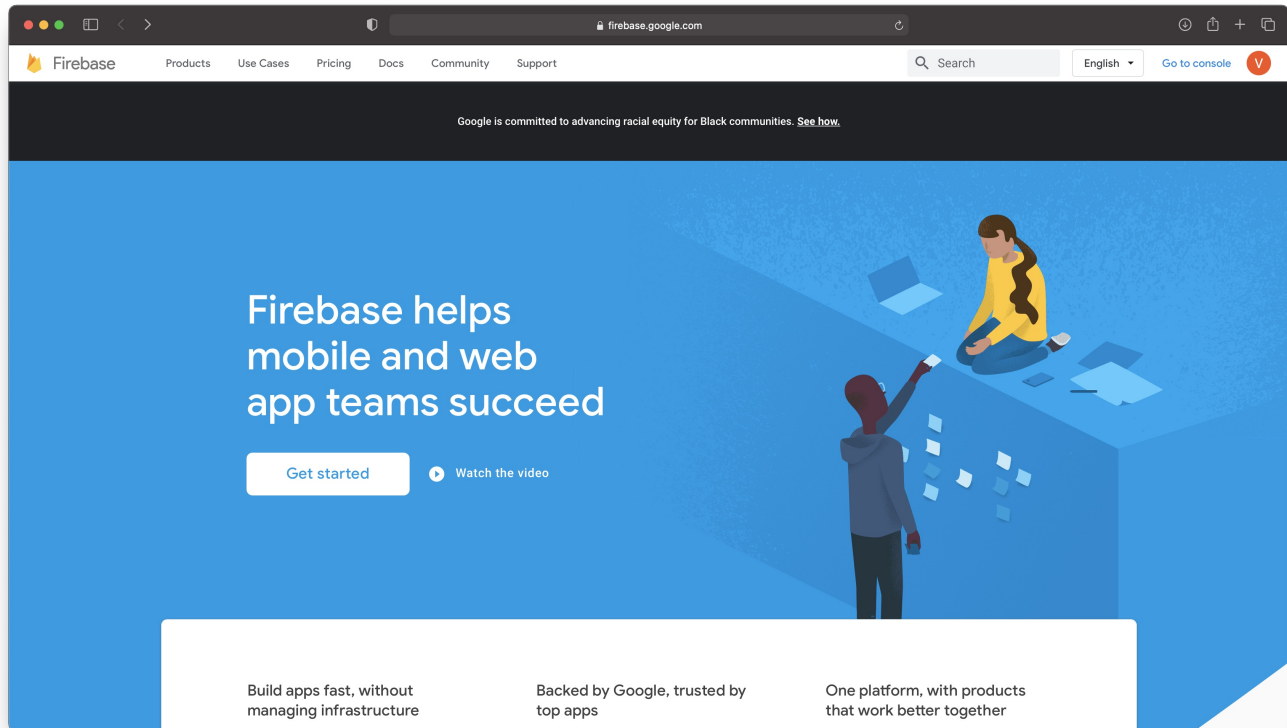 firebase.google.com
Firebase
Products Use Cases Pricing Docs Community Support
Search
English
Go to console
V
Google is committed to advancing racial equity for Black communities. See how.
Firebase helps
mobile and web
app teams succeed
Get started
Watch the video
Build apps fast, without
managing infrastructure
Backed by Google, trusted by
top apps
One platform, with products
that work better together